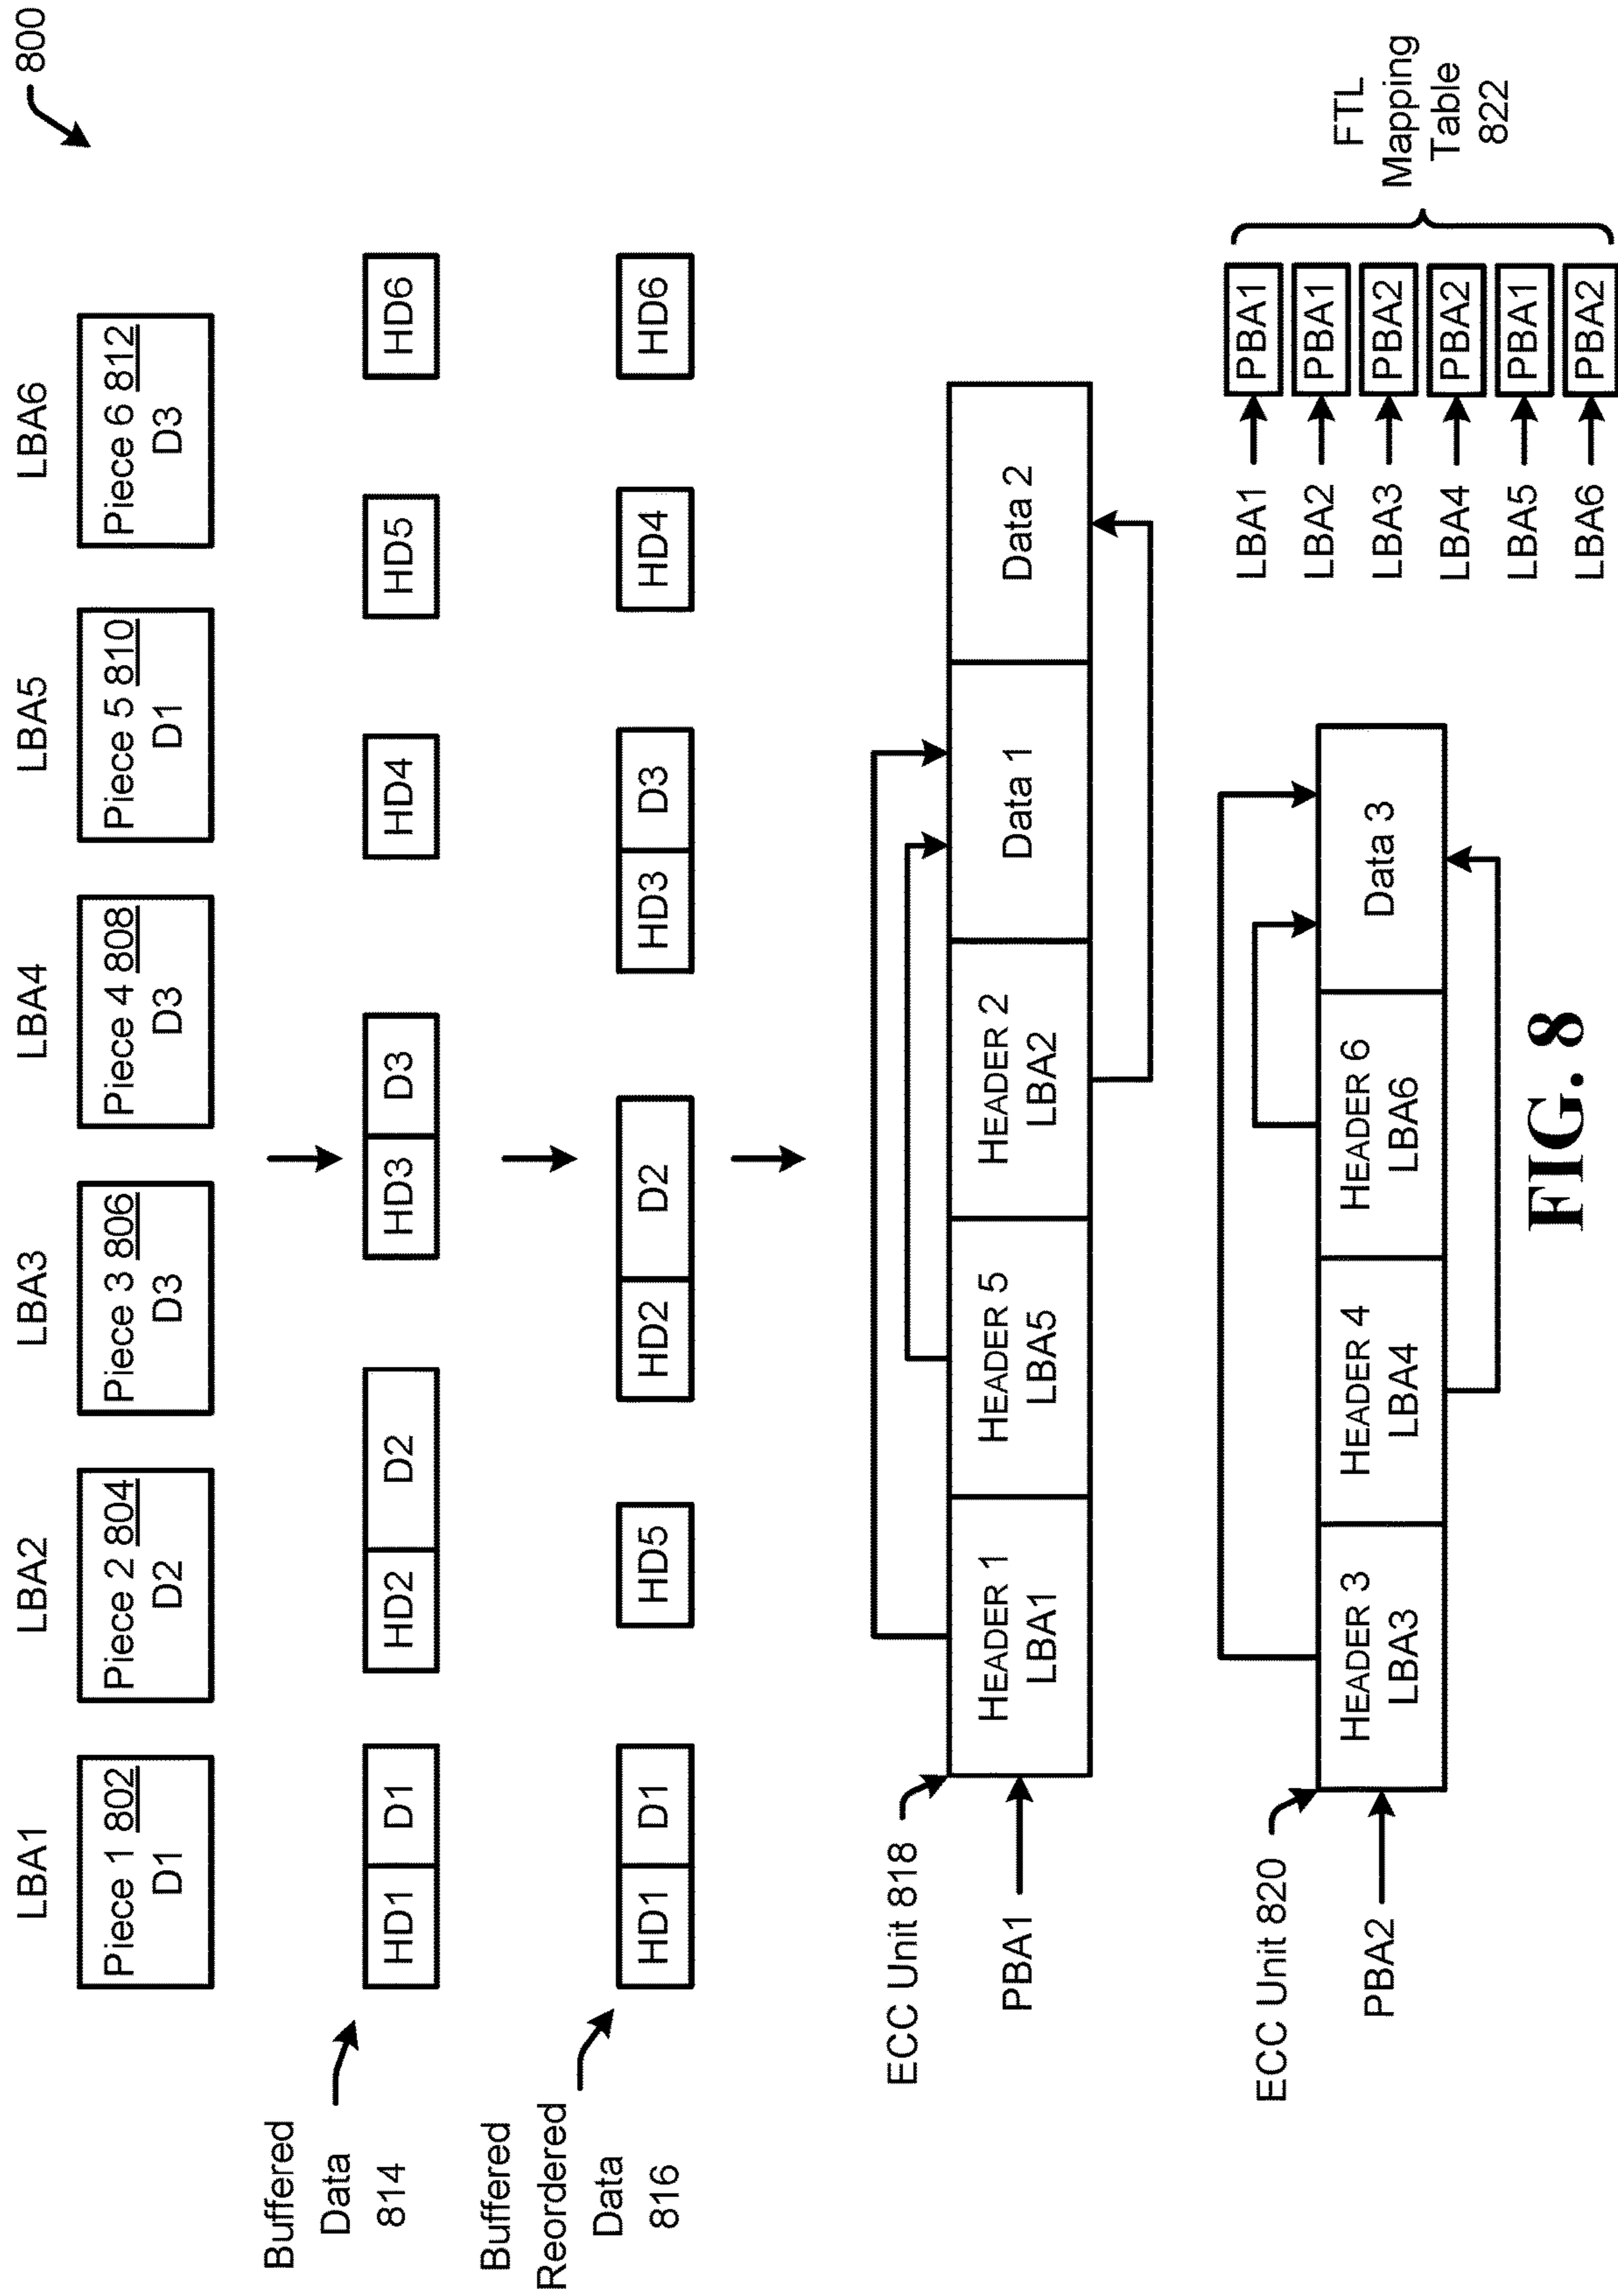 800
LBA1
LBA2
LBA3
LBA4
LBA5
LBA6
Piece 1 802
D1
Piece 2 804
D2
Piece 3 806
D3
Piece 4 808
D3
Piece 5 810
D1
Piece 6 812
D3
Buffered
Data
814
HD1
D1
HD2
D2
HD3
D3
HD4
HD5
HD6
Buffered
Reordered
Data
816
HD1
D1
HD5
HD2
D2
HD3
D3
HD4
HD6
ECC Unit 818
PBA1
HEADER 1
LBA1
HEADER 5
LBA5
HEADER 2
LBA2
Data 1
Data 2
ECC Unit 820
PBA2
HEADER 3
LBA3
HEADER 4
LBA4
HEADER 6
LBA6
Data 3
LBA1
PBA1
LBA2
PBA1
LBA3
PBA2
LBA4
PBA2
LBA5
PBA1
LBA6
PBA2
FTL
Mapping
Table
822
FIG. 8